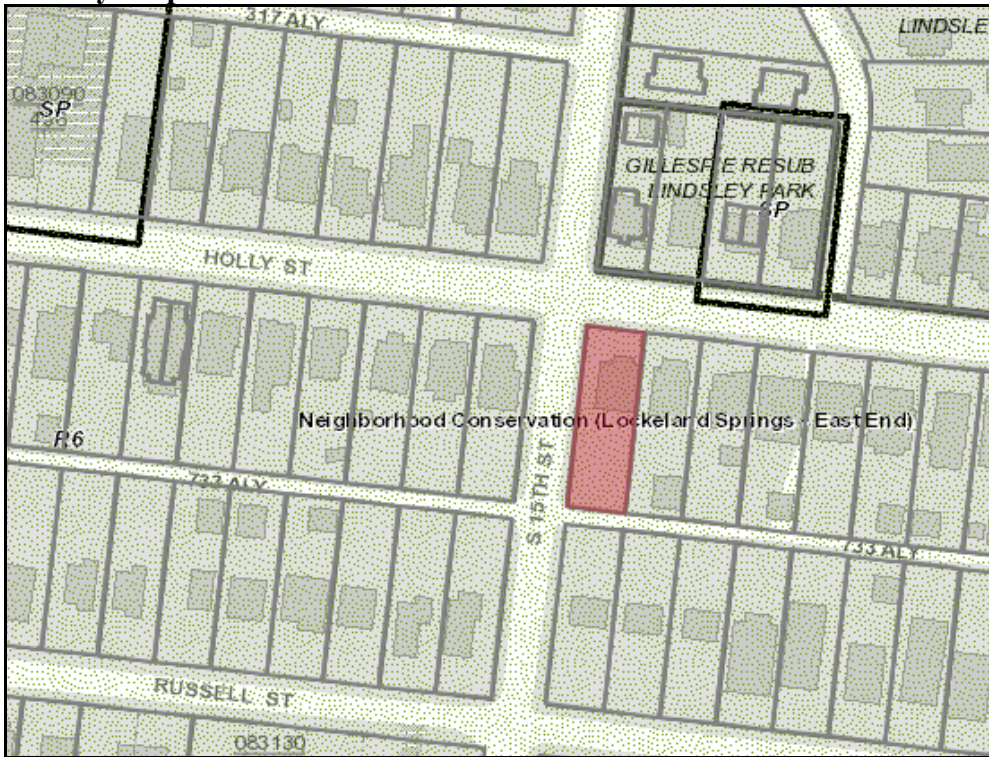 317 ALY
LINDSLE
083090
SP
GILLESPIE RESUB
LINDSLEY PARK
SP
HOLLY ST
Neighborhood Conservation (Lockeland Springs - East End)
R6
733 ALY
S 15TH ST
733 ALY
RUSSELL ST
083130